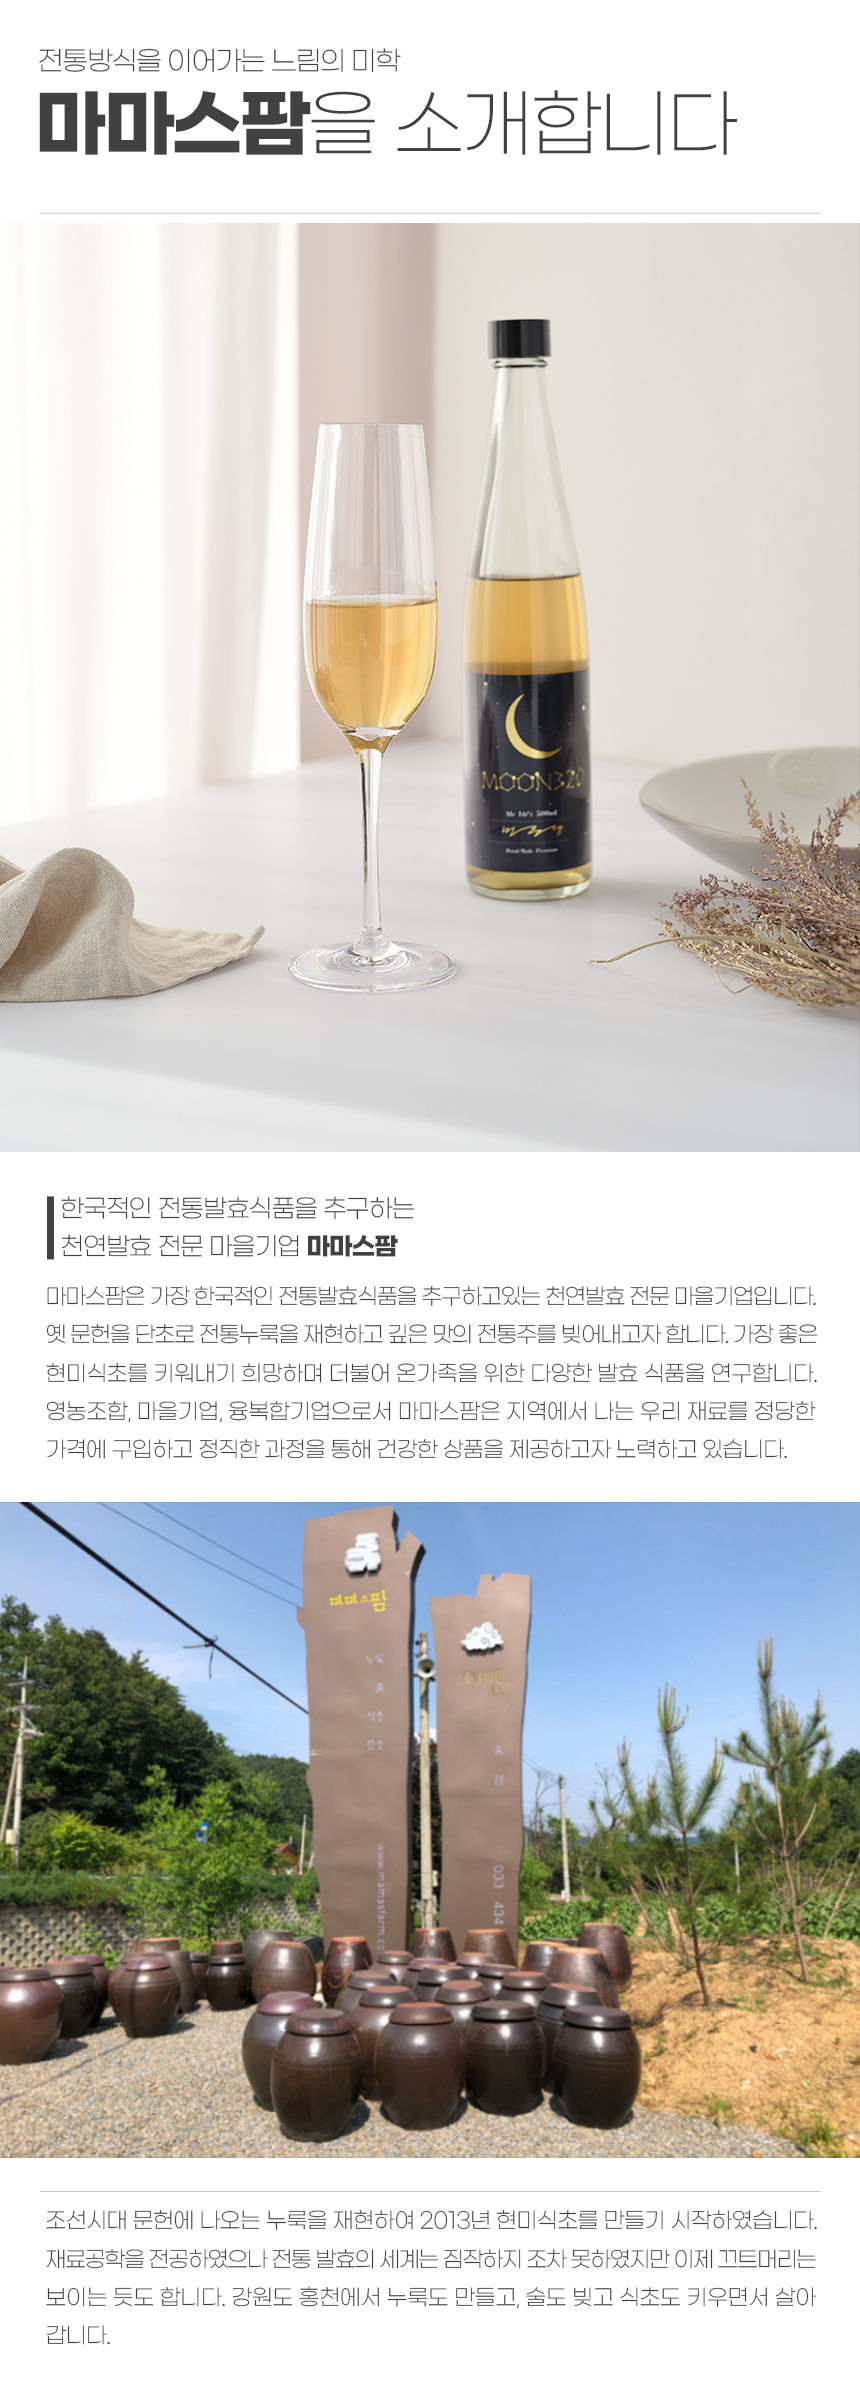 전통방식을 이어가는 느림의 미학
마마스팜을 소개합니다
MOON320
Alc 16% 500ml
Hand Made Premium
한국적인 전통발효식품을 추구하는
천연발효 전문 마을기업 마마스팜
마마스팜은 가장 한국적인 전통발효식품을 추구하고있는 천연발효 전문 마을기업입니다.
옛 문헌을 단초로 전통누룩을 재현하고 깊은 맛의 전통주를 빚어내고자 합니다. 가장 좋은
현미식초를 키워내기 희망하며 더불어 온가족을 위한 다양한 발효 식품을 연구합니다.
영농조합, 마을기업, 융복합기업으로서 마마스팜은 지역에서 나는 우리 재료를 정당한
가격에 구입하고 정직한 과정을 통해 건강한 상품을 제공하고자 노력하고 있습니다.
마마스팜
누룩
술
식초
효소
www.mamasfarm.co
033 - 434
조선시대 문헌에 나오는 누룩을 재현하여 2013년 현미식초를 만들기 시작하였습니다.
재료공학을 전공하였으나 전통 발효의 세계는 짐작하지 조차 못하였지만 이제 끄트머리는
보이는 듯도 합니다. 강원도 홍천에서 누룩도 만들고, 술도 빚고 식초도 키우면서 살아
갑니다.